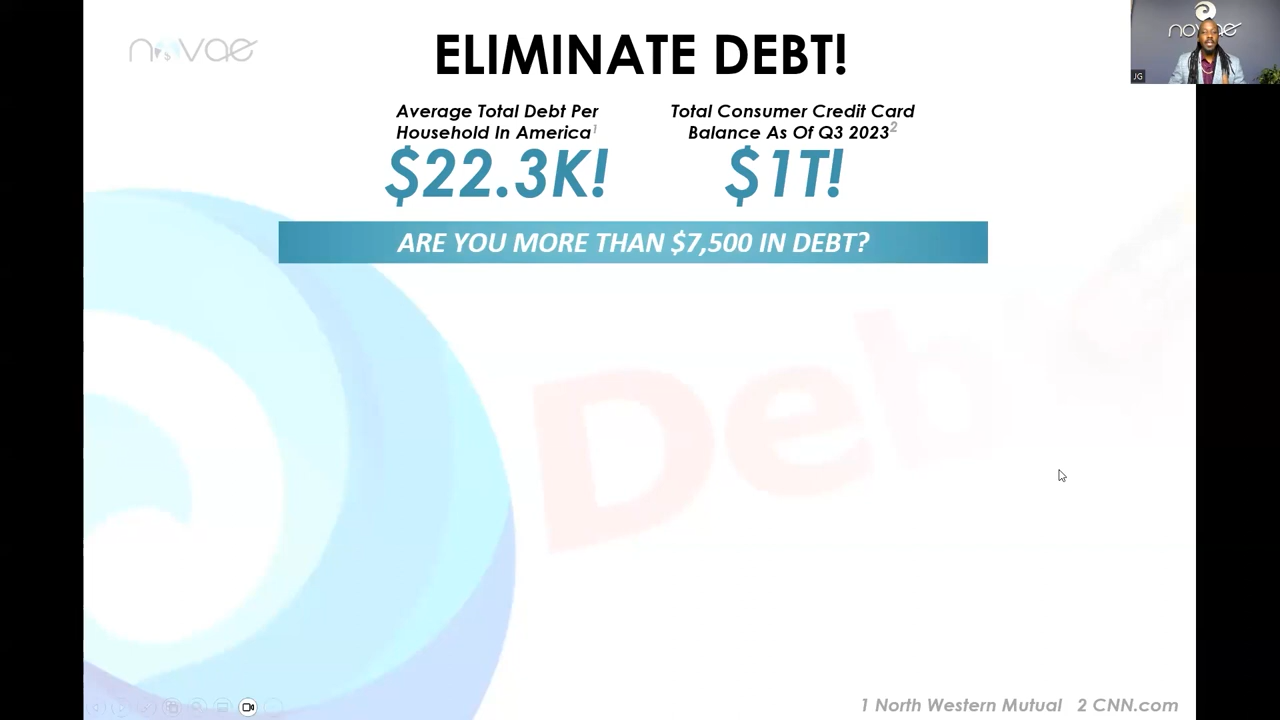 novae
ELIMINATE DEBT!
novae
JG
Average Total Debt Per
Household In America1
$22.3K!
Total Consumer Credit Card
Balance As Of Q3 20232
$1T!
ARE YOU MORE THAN $7,500 IN DEBT?
Deb
1 North Western Mutual 2 CNN.com